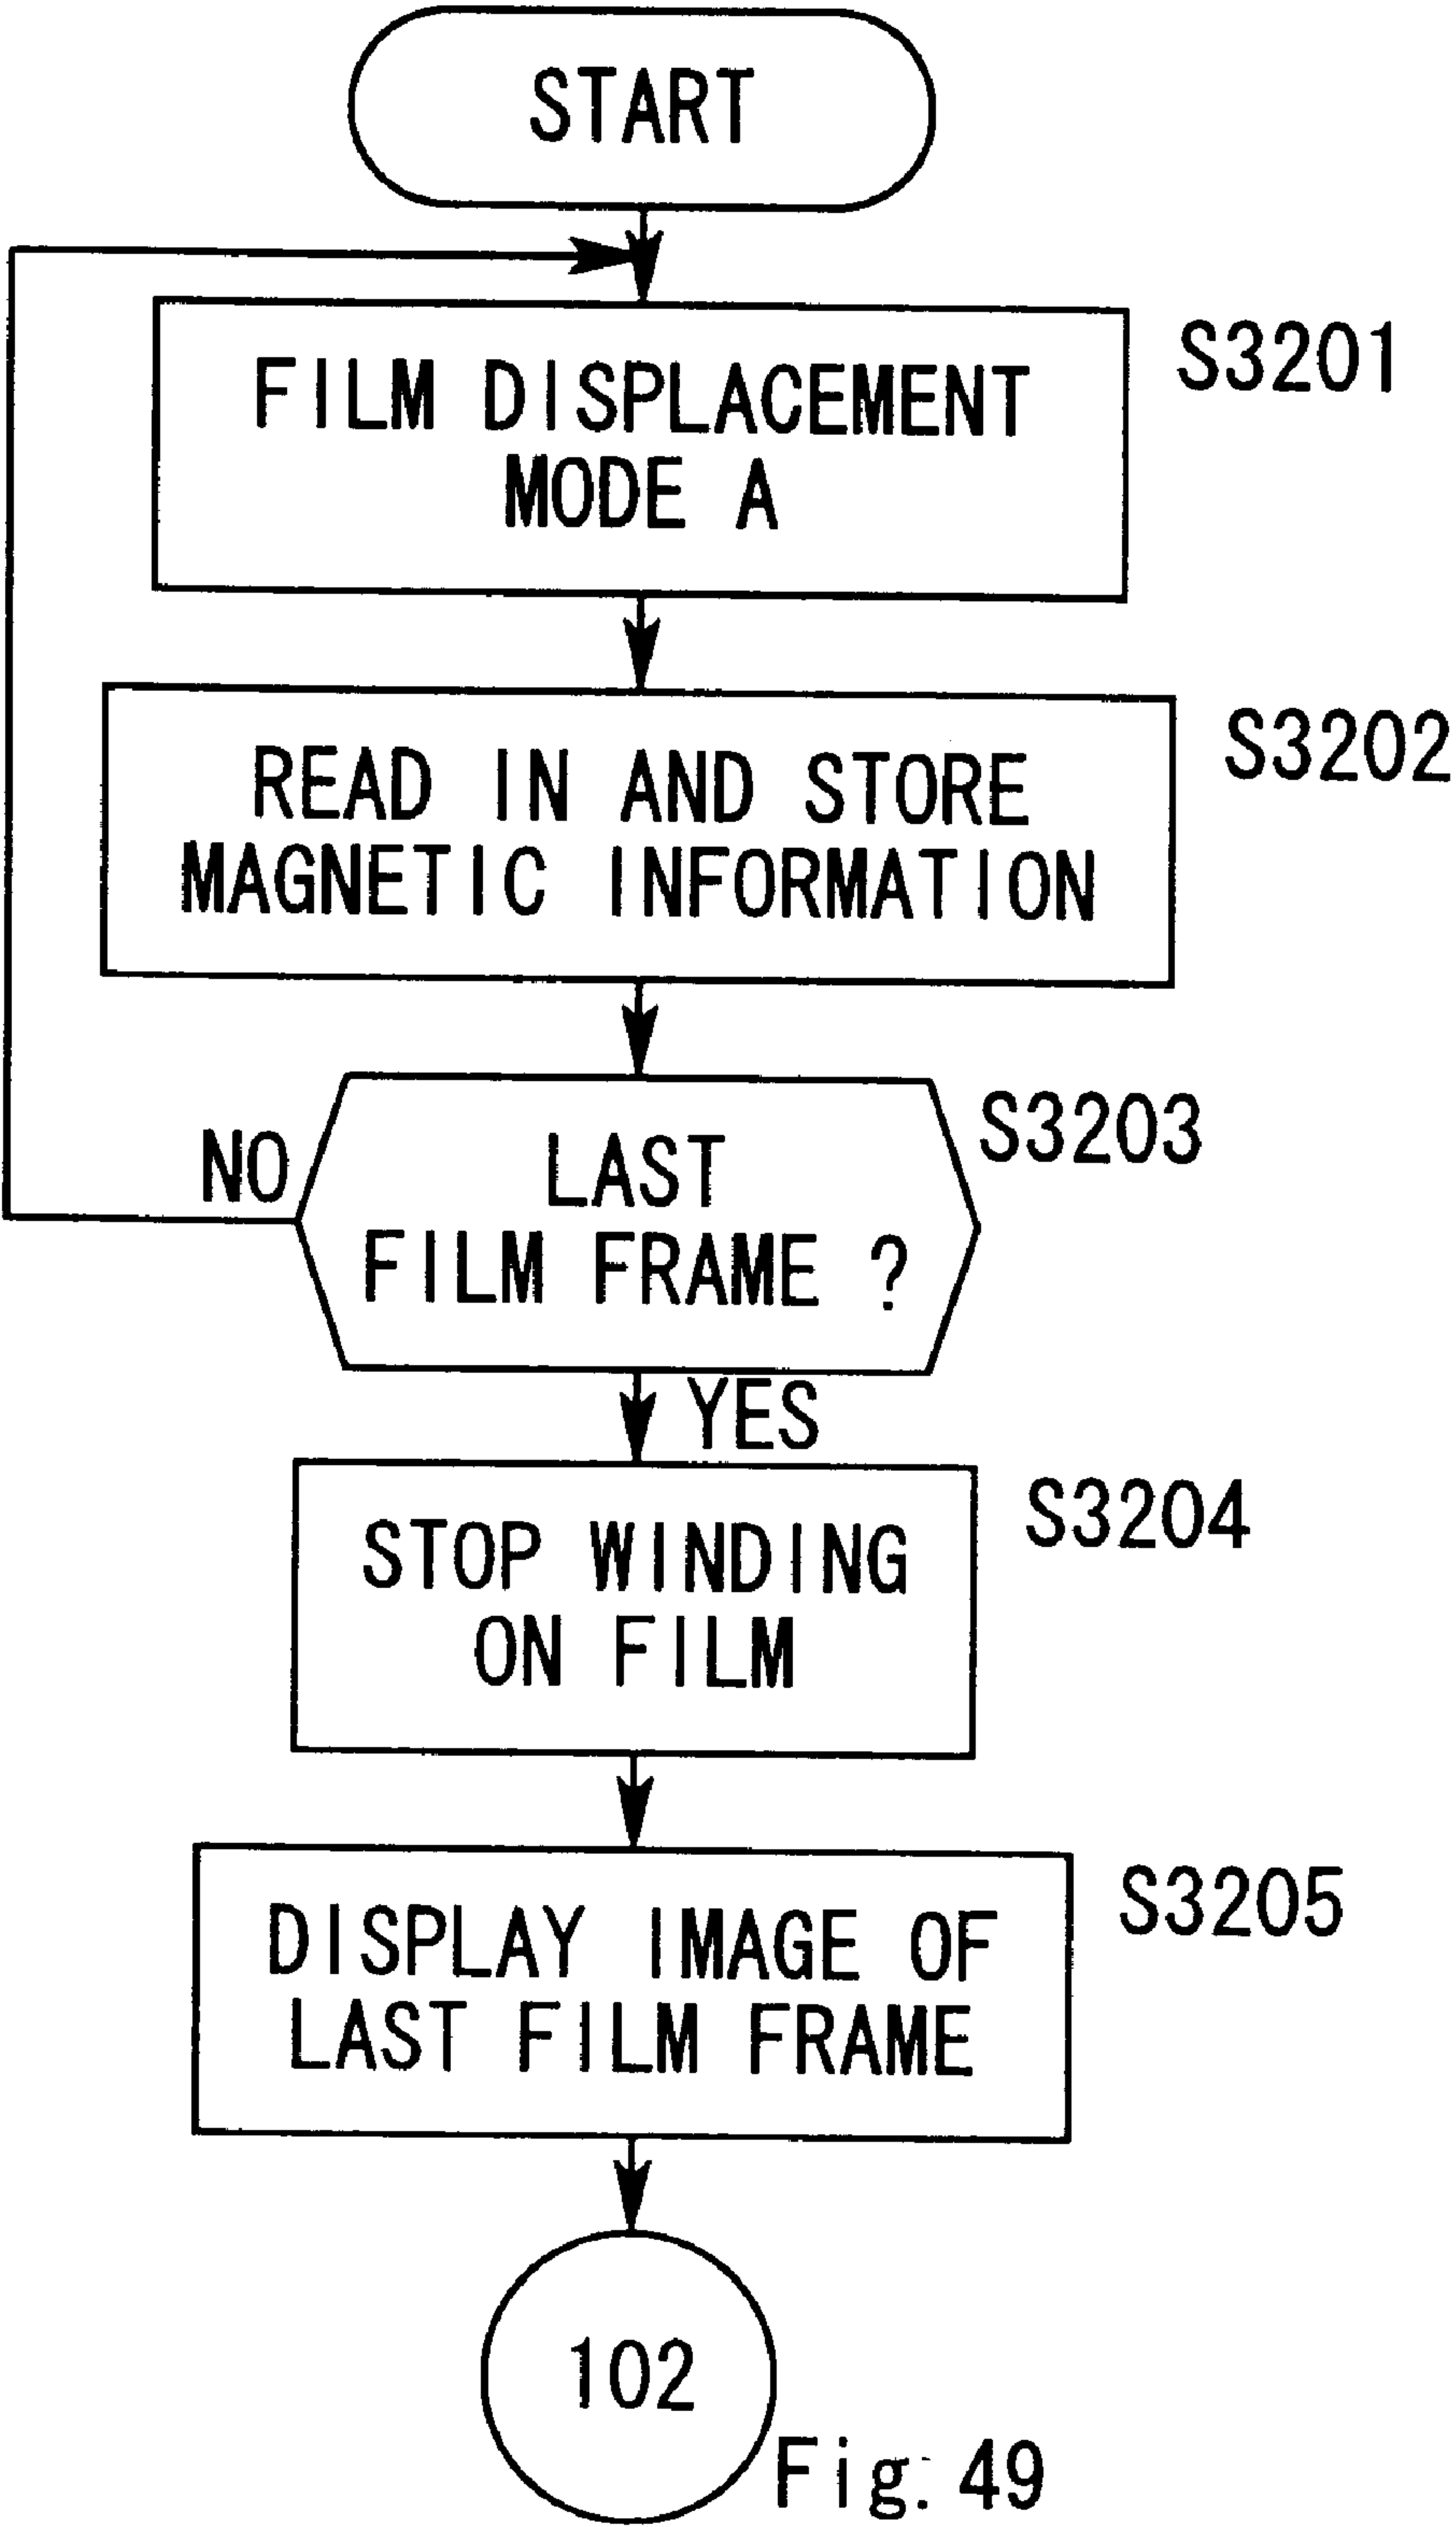 START
FILM DISPLACEMENT
MODE A
S3201
READ IN AND STORE
MAGNETIC INFORMATION
S3202
LAST
FILM FRAME ?
S3203
NO
YES
STOP WINDING
ON FILM
S3204
DISPLAY IMAGE OF
LAST FILM FRAME
S3205
102
Fig. 49